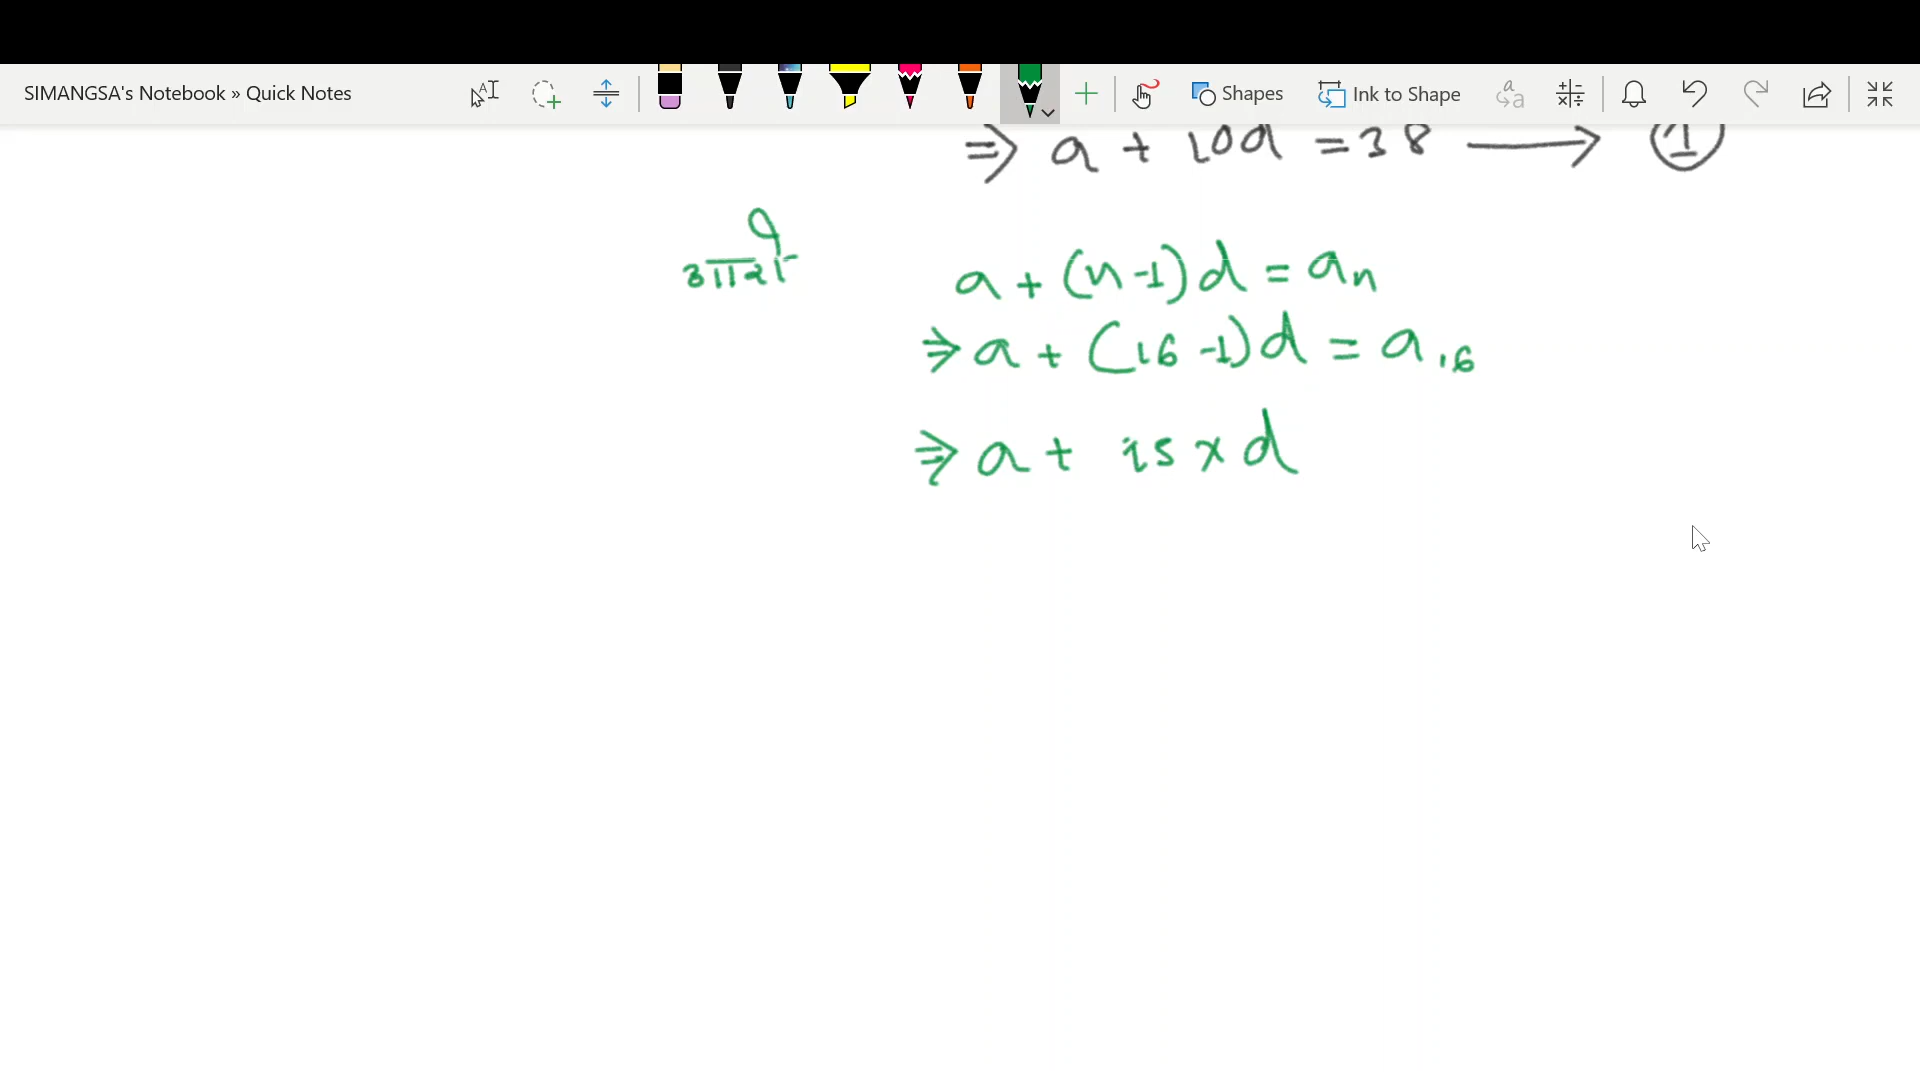 SIMANGSA's Notebook » Quick Notes
Shapes
Ink to Shape
⇒ a + 10d = 38 ⟶ ①
a + (n-1)d = aₙ
⇒ a + (16-1)d = a₁₆
⇒ a + 15 x d